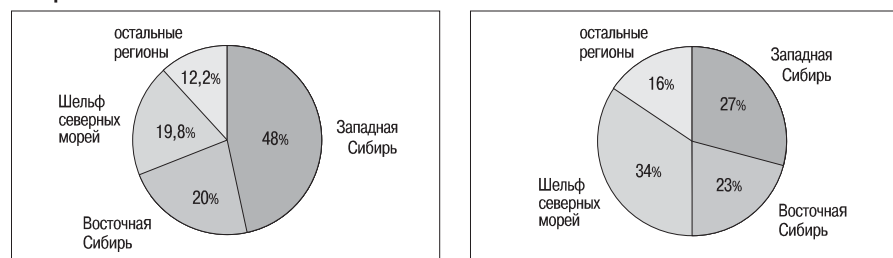 остальные
регионы
12,2%
Шельф
северных
морей
19,8%
48%
Западная
Сибирь
20%
Восточная
Сибирь
остальные
регионы
16%
Западная
Сибирь
27%
34%
23%
Шельф
северных
морей
Восточная
Сибирь